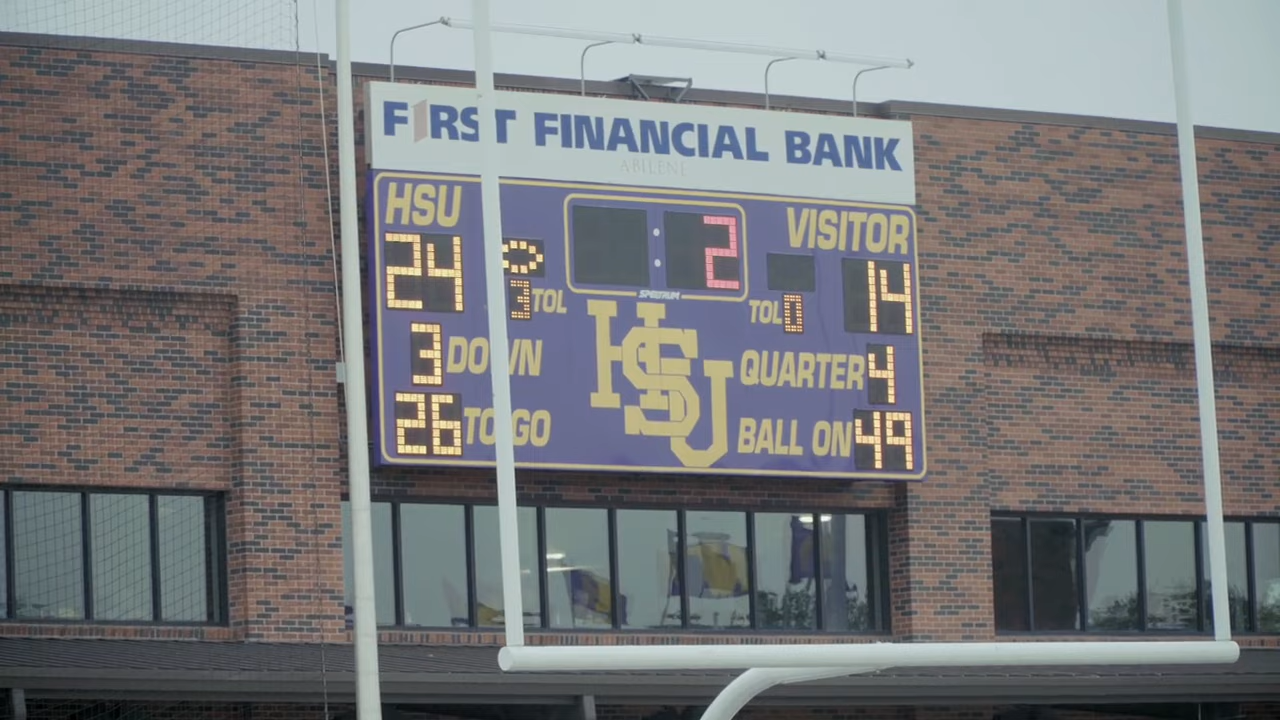 FIRST FINANCIAL BANK
ABILENE
HSU
: 2
VISITOR
24
14
3 TOL
SPECTRUM
TOL 0
3 DOWN
HSU
QUARTER 4
26 TO GO
BALL ON 49